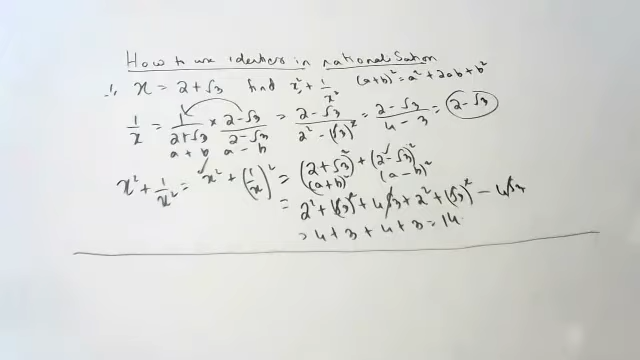 How to use identities in rationalisation
1, x = 2+√3 find x² + 1/x² (a+b)² = a² + 2ab + b²
1/x = 1/(2+√3) × (2-√3)/(2-√3) = (2-√3)/(2² - (√3)²) = (2-√3)/(4-3) = 2-√3
a + b a - b
x² + 1/x² = x² + (1/x)² = (2+√3)² + (2-√3)²
(a+b)² (a-b)²
= 2² + (√3)² + 4√3 + 2² + (√3)² - 4√3
= 4 + 3 + 4 + 3 = 14